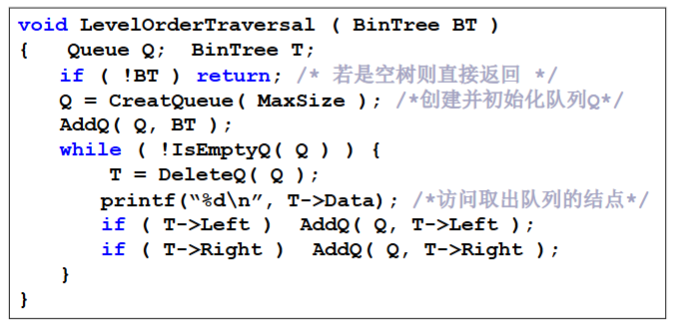 void LevelOrderTraversal ( BinTree BT )
{ Queue Q; BinTree T;
if ( !BT ) return; /* 若是空树则直接返回 */
Q = CreatQueue( MaxSize ); /*创建并初始化队列Q*/
AddQ( Q, BT );
while ( !IsEmptyQ( Q ) ) {
T = DeleteQ( Q );
printf(“%d\n”, T->Data); /*访问取出队列的结点*/
if ( T->Left ) AddQ( Q, T->Left );
if ( T->Right ) AddQ( Q, T->Right );
}
}